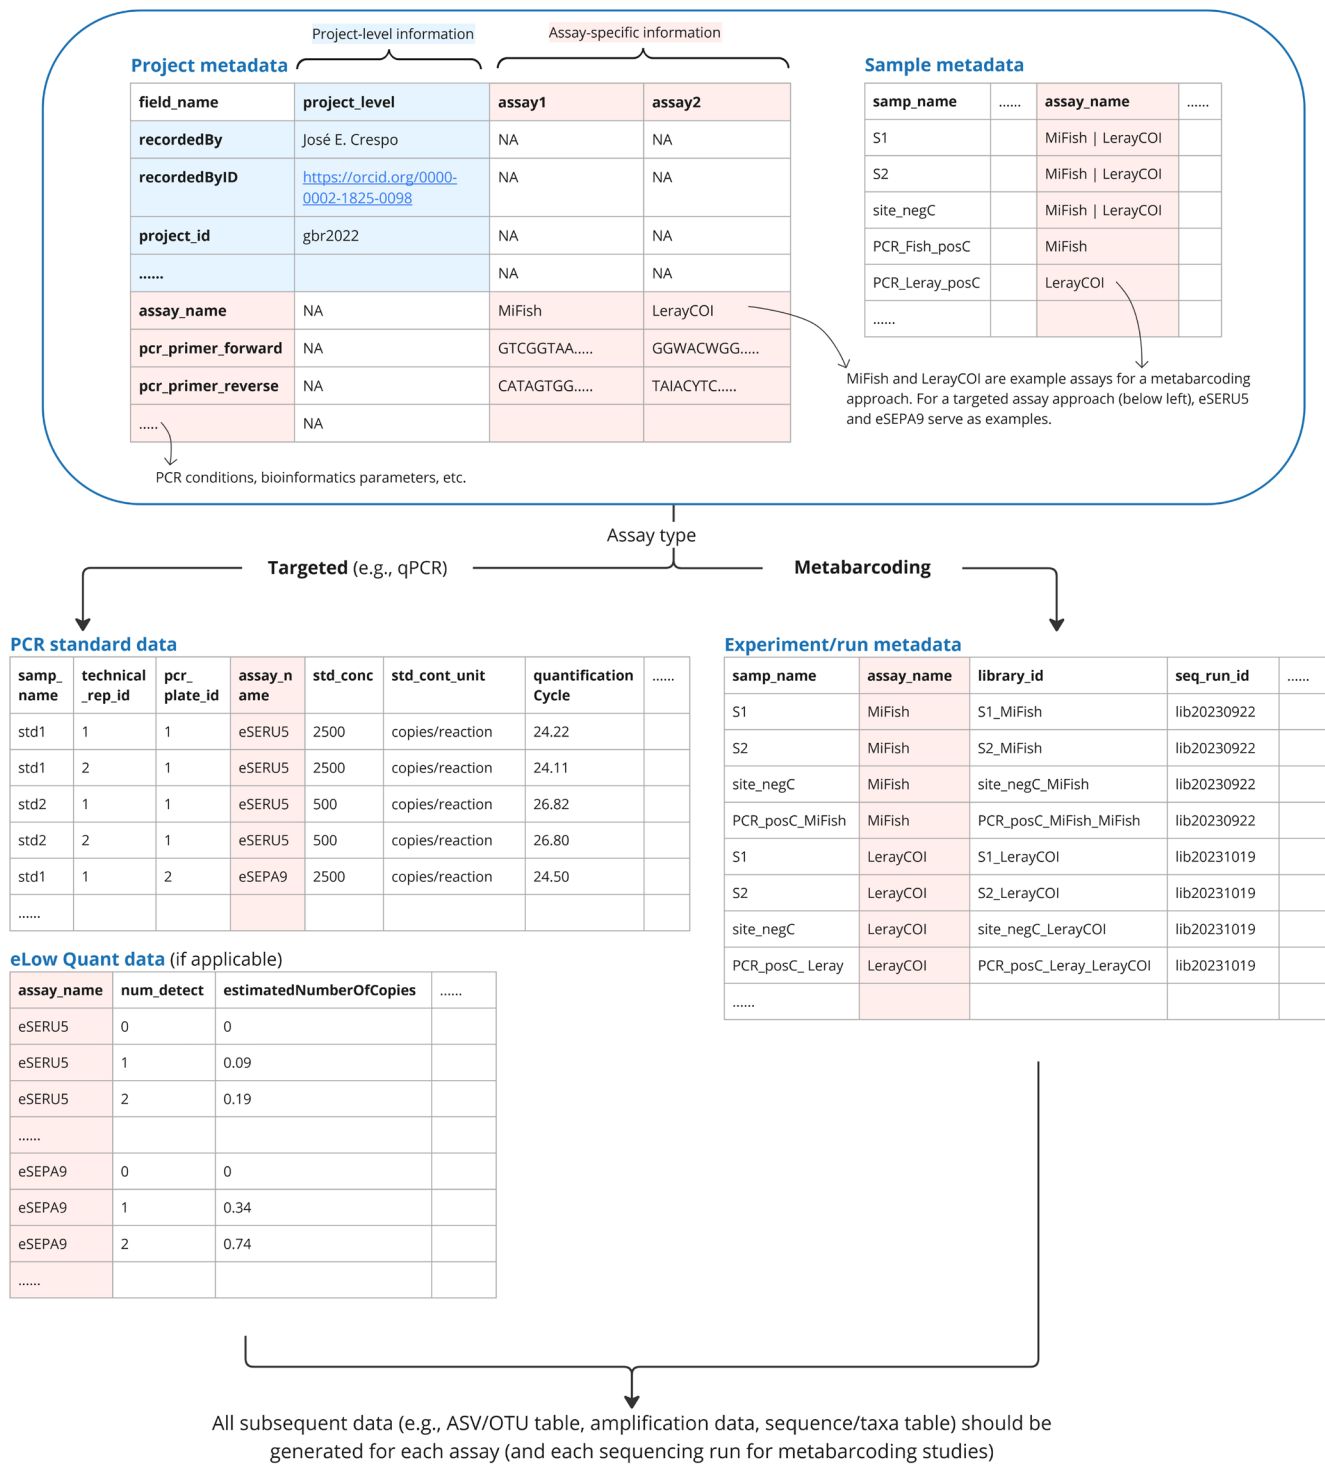 Project-level information
Assay-specific information
Project metadata
field_name project_level assay1 assay2
recordedBy José E. Crespo NA NA
recordedByID https://orcid.org/0000-
0002-1825-0098 NA NA
project_id gbr2022 NA NA
...... NA NA
assay_name NA MiFish LerayCOI
pcr_primer_forward NA GTCGGTAA..... GGWACWGG.....
pcr_primer_reverse NA CATAGTGG..... TAIACYTC.....
..... NA
PCR conditions, bioinformatics parameters, etc.
Sample metadata
samp_name ...... assay_name ......
S1 MiFish | LerayCOI
S2 MiFish | LerayCOI
site_negC MiFish | LerayCOI
PCR_Fish_posC MiFish
PCR_Leray_posC LerayCOI
......
MiFish and LerayCOI are example assays for a metabarcoding
approach. For a targeted assay approach (below left), eSERU5
and eSEPA9 serve as examples.
Assay type
Targeted (e.g., qPCR)
Metabarcoding
PCR standard data
samp_ technical pcr_ assay_n std_conc std_cont_unit quantification ......
name _rep_id plate_id ame Cycle
std1 1 1 eSERU5 2500 copies/reaction 24.22
std1 2 1 eSERU5 2500 copies/reaction 24.11
std2 1 1 eSERU5 500 copies/reaction 26.82
std2 2 1 eSERU5 500 copies/reaction 26.80
std1 1 2 eSEPA9 2500 copies/reaction 24.50
......
eLow Quant data (if applicable)
assay_name num_detect estimatedNumberOfCopies ......
eSERU5 0 0
eSERU5 1 0.09
eSERU5 2 0.19
......
eSEPA9 0 0
eSEPA9 1 0.34
eSEPA9 2 0.74
......
Experiment/run metadata
samp_name assay_name library_id seq_run_id ......
S1 MiFish S1_MiFish lib20230922
S2 MiFish S2_MiFish lib20230922
site_negC MiFish site_negC_MiFish lib20230922
PCR_posC_MiFish MiFish PCR_posC_MiFish_MiFish lib20230922
S1 LerayCOI S1_LerayCOI lib20231019
S2 LerayCOI S2_LerayCOI lib20231019
site_negC LerayCOI site_negC_LerayCOI lib20231019
PCR_posC_ Leray LerayCOI PCR_posC_Leray_LerayCOI lib20231019
......
All subsequent data (e.g., ASV/OTU table, amplification data, sequence/taxa table) should be
generated for each assay (and each sequencing run for metabarcoding studies)